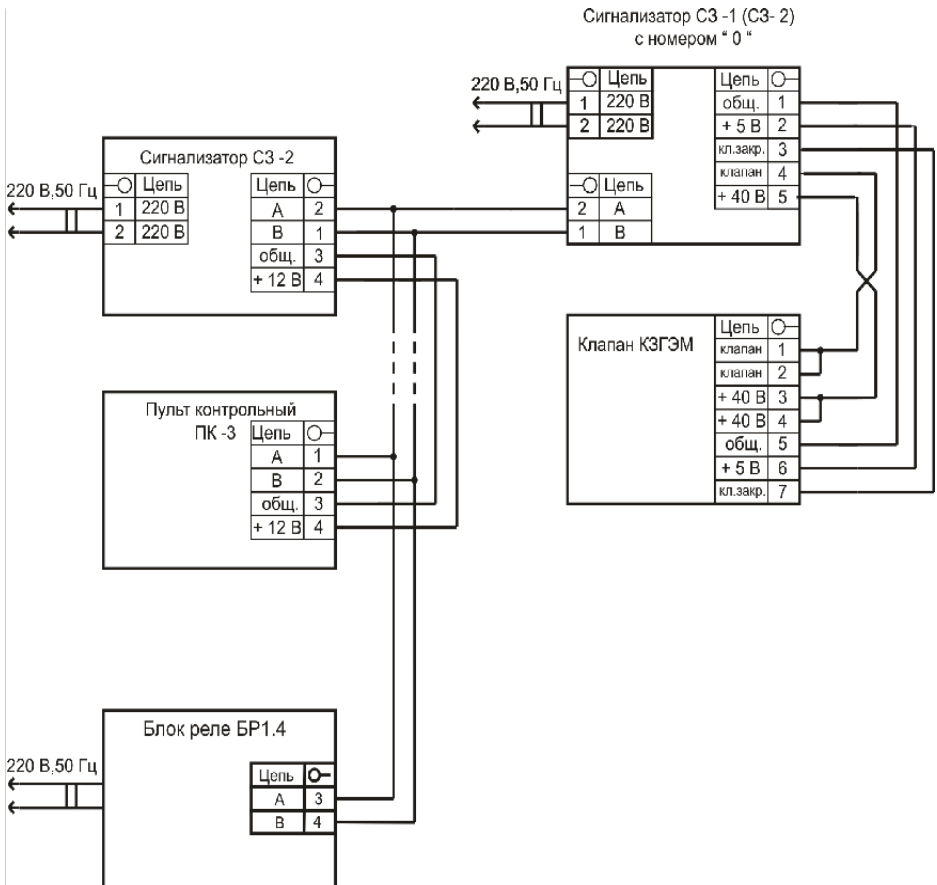 Сигнализатор СЗ -1 (СЗ- 2)
с номером " 0 "
220 В,50 Гц
Цепь
1 220 В
2 220 В
Цепь
общ. 1
+ 5 В 2
кл.закр. 3
клапан 4
+ 40 В 5
Цепь
2 А
1 В
Сигнализатор СЗ -2
220 В,50 Гц
Цепь
1 220 В
2 220 В
Цепь
А 2
В 1
общ. 3
+ 12 В 4
Клапан КЗГЭМ
Цепь
клапан 1
клапан 2
+ 40 В 3
+ 40 В 4
общ. 5
+ 5 В 6
кл.закр. 7
Пульт контрольный
ПК -3
Цепь
А 1
В 2
общ. 3
+ 12 В 4
Блок реле БР1.4
220 В,50 Гц
Цепь
А 3
В 4